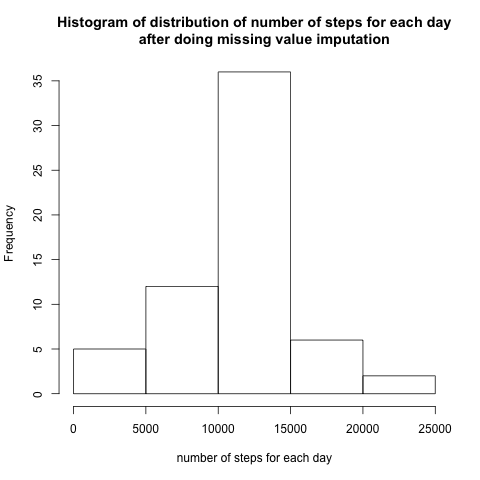 Histogram of distribution of number of steps for each day
after doing missing value imputation
Frequency
35
30
25
20
15
10
5
0
0 5000 10000 15000 20000 25000
number of steps for each day